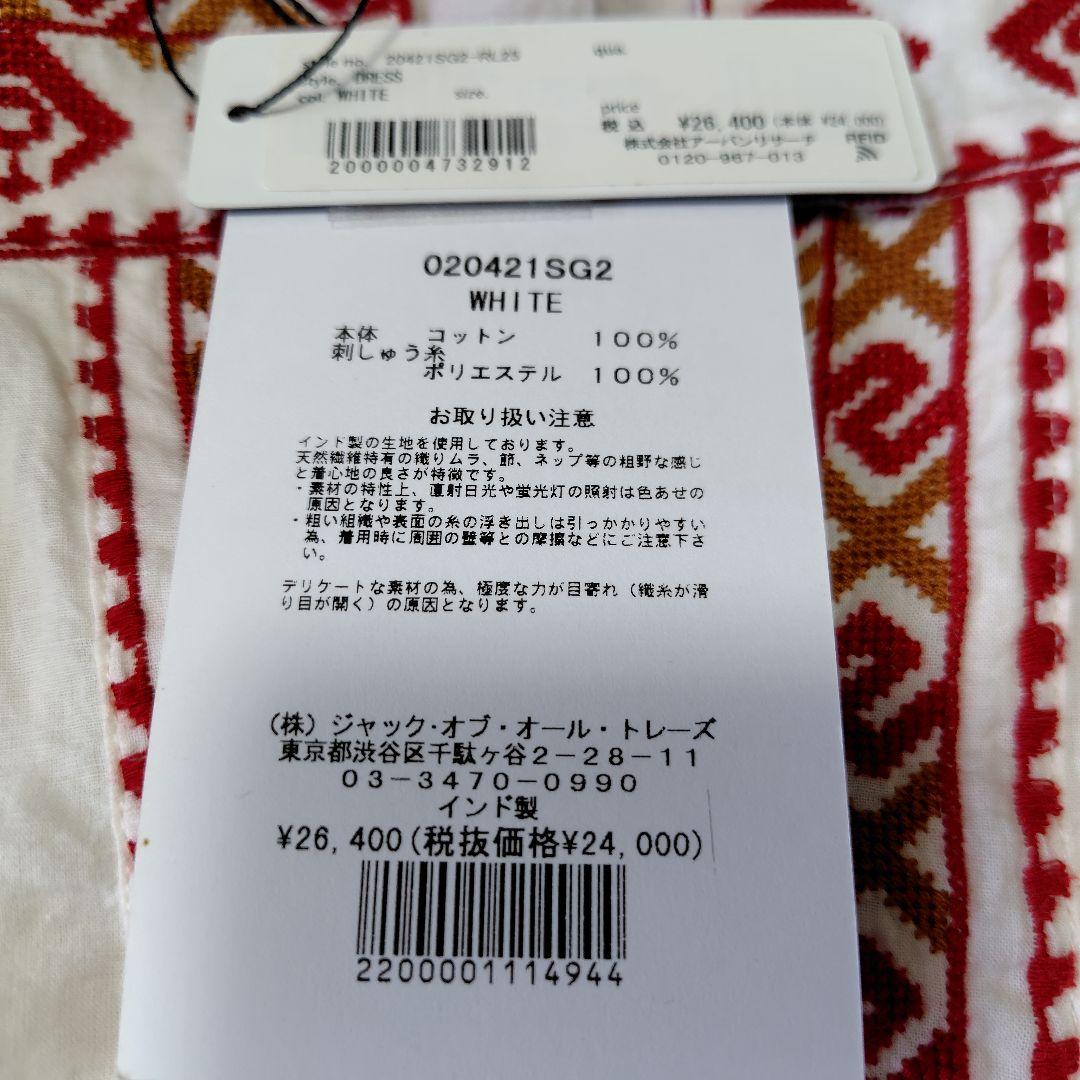 Style No. 20421SG2-RL25 qua.
Style. DRESS
col. WHITE size.
price
税込 ¥26,400 (本体 ¥24,000)
株式会社アーバンリサーチ RFID
0120-967-013
2000004732912
020421SG2
WHITE
本体 コットン 100%
刺しゅう糸
ポリエステル 100%
お取り扱い注意
インド製の生地を使用しております。
天然繊維特有の織りムラ、節、ネップ等の粗野な感じ
と着心地の良さが特徴です。
・素材の特性上、直射日光や蛍光灯の照射は色あせの
原因となります。
・粗い組織や表面の糸の浮き出しは引っかかりやすい
為、着用時に周囲の壁等との摩擦などにご注意下さ
い。
デリケートな素材の為、極度な力が目寄れ（織糸が滑
り目が開く）の原因となります。
（株）ジャック・オブ・オール・トレーズ
東京都渋谷区千駄ケ谷2-28-11
03-3470-0990
インド製
¥26,400(税抜価格¥24,000)
2200001114944